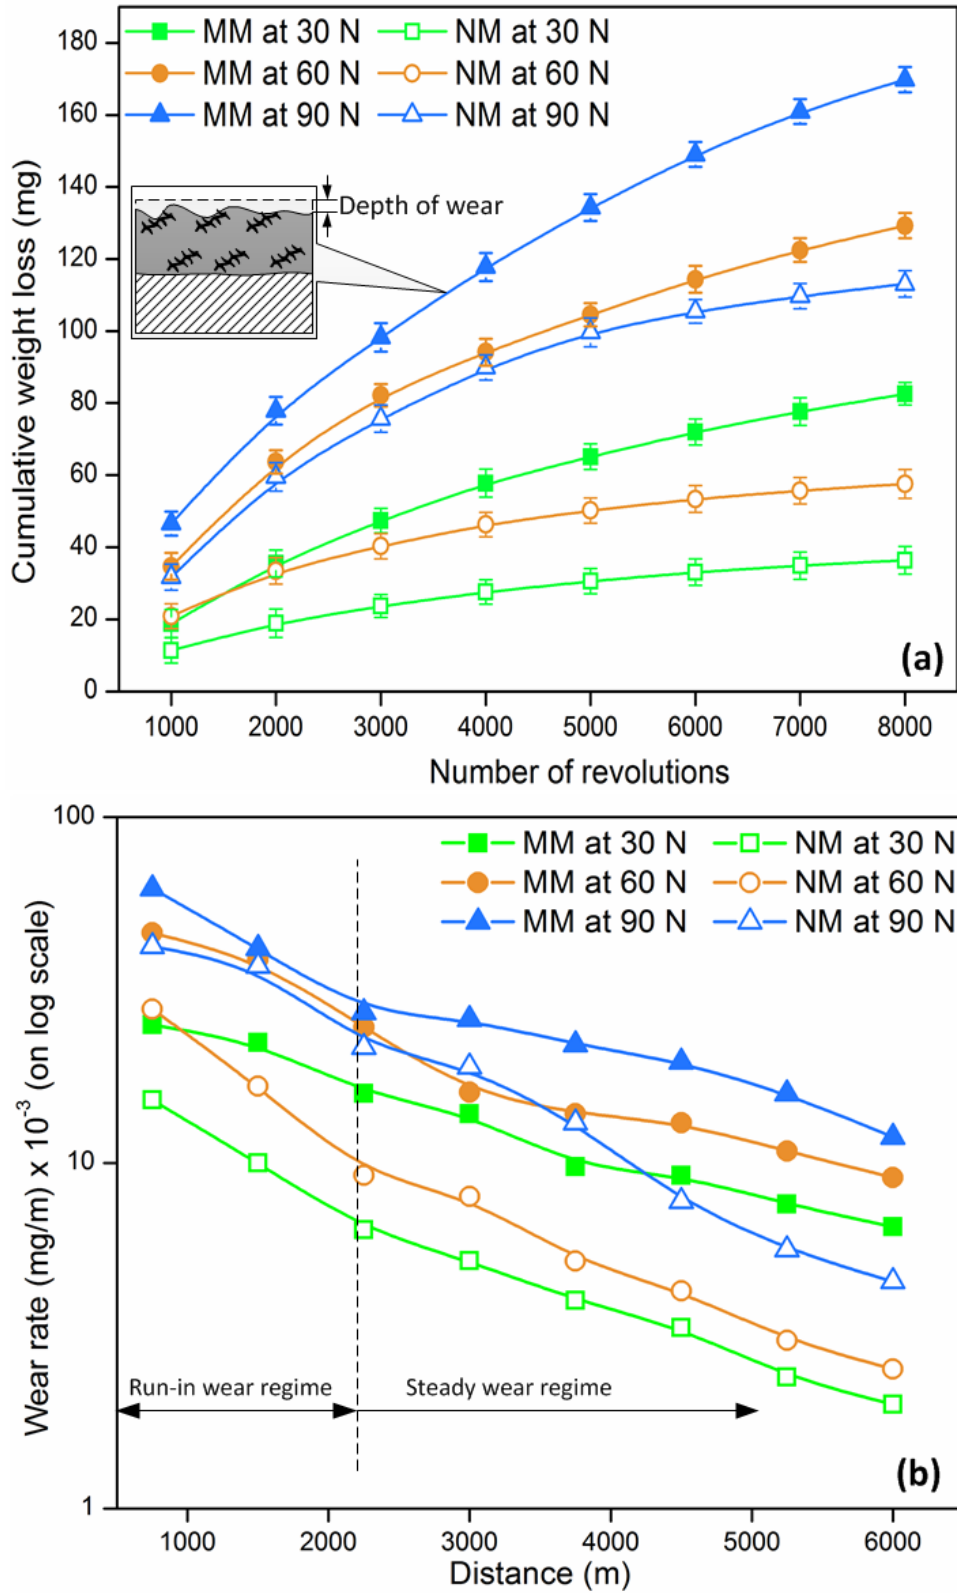 180
160
140
120
100
80
60
40
20
0
Cumulative weight loss (mg)
MM at 30 N
NM at 30 N
MM at 60 N
NM at 60 N
MM at 90 N
NM at 90 N
Depth of wear
(a)
1000 2000 3000 4000 5000 6000 7000 8000
Number of revolutions
100
10
1
Wear rate (mg/m) x 10⁻³ (on log scale)
MM at 30 N
NM at 30 N
MM at 60 N
NM at 60 N
MM at 90 N
NM at 90 N
Run-in wear regime
Steady wear regime
(b)
1000 2000 3000 4000 5000 6000
Distance (m)